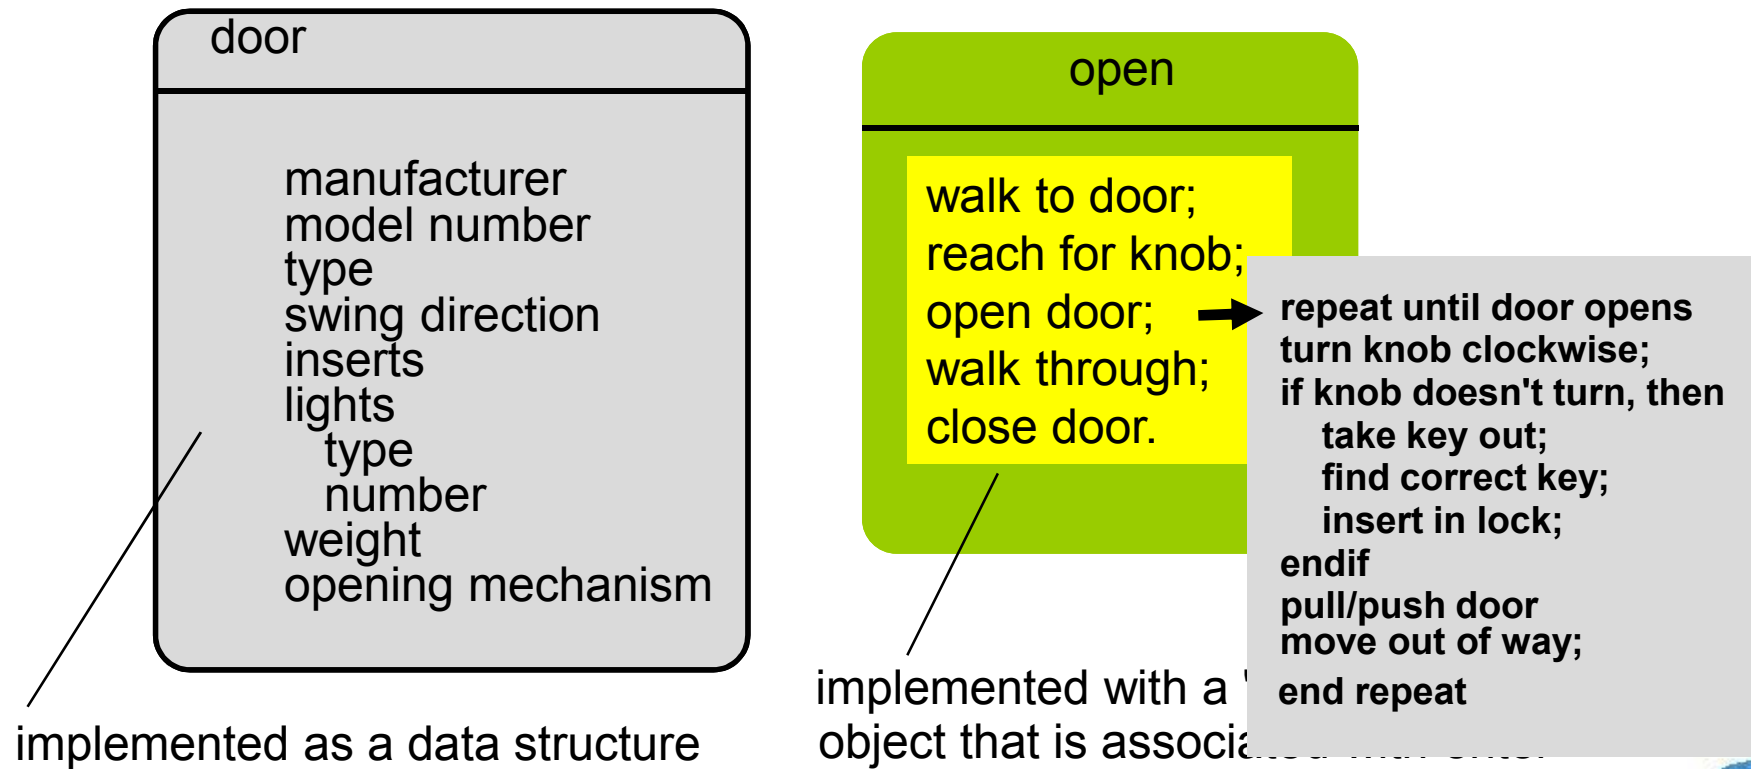 door
manufacturer
model number
type
swing direction
inserts
lights
type
number
weight
opening mechanism
implemented as a data structure
open
walk to door;
reach for knob;
open door;
walk through;
close door.
repeat until door opens
turn knob clockwise;
if knob doesn't turn, then
take key out;
find correct key;
insert in lock;
endif
pull/push door
move out of way;
end repeat
implemented with a "
object that is associated with